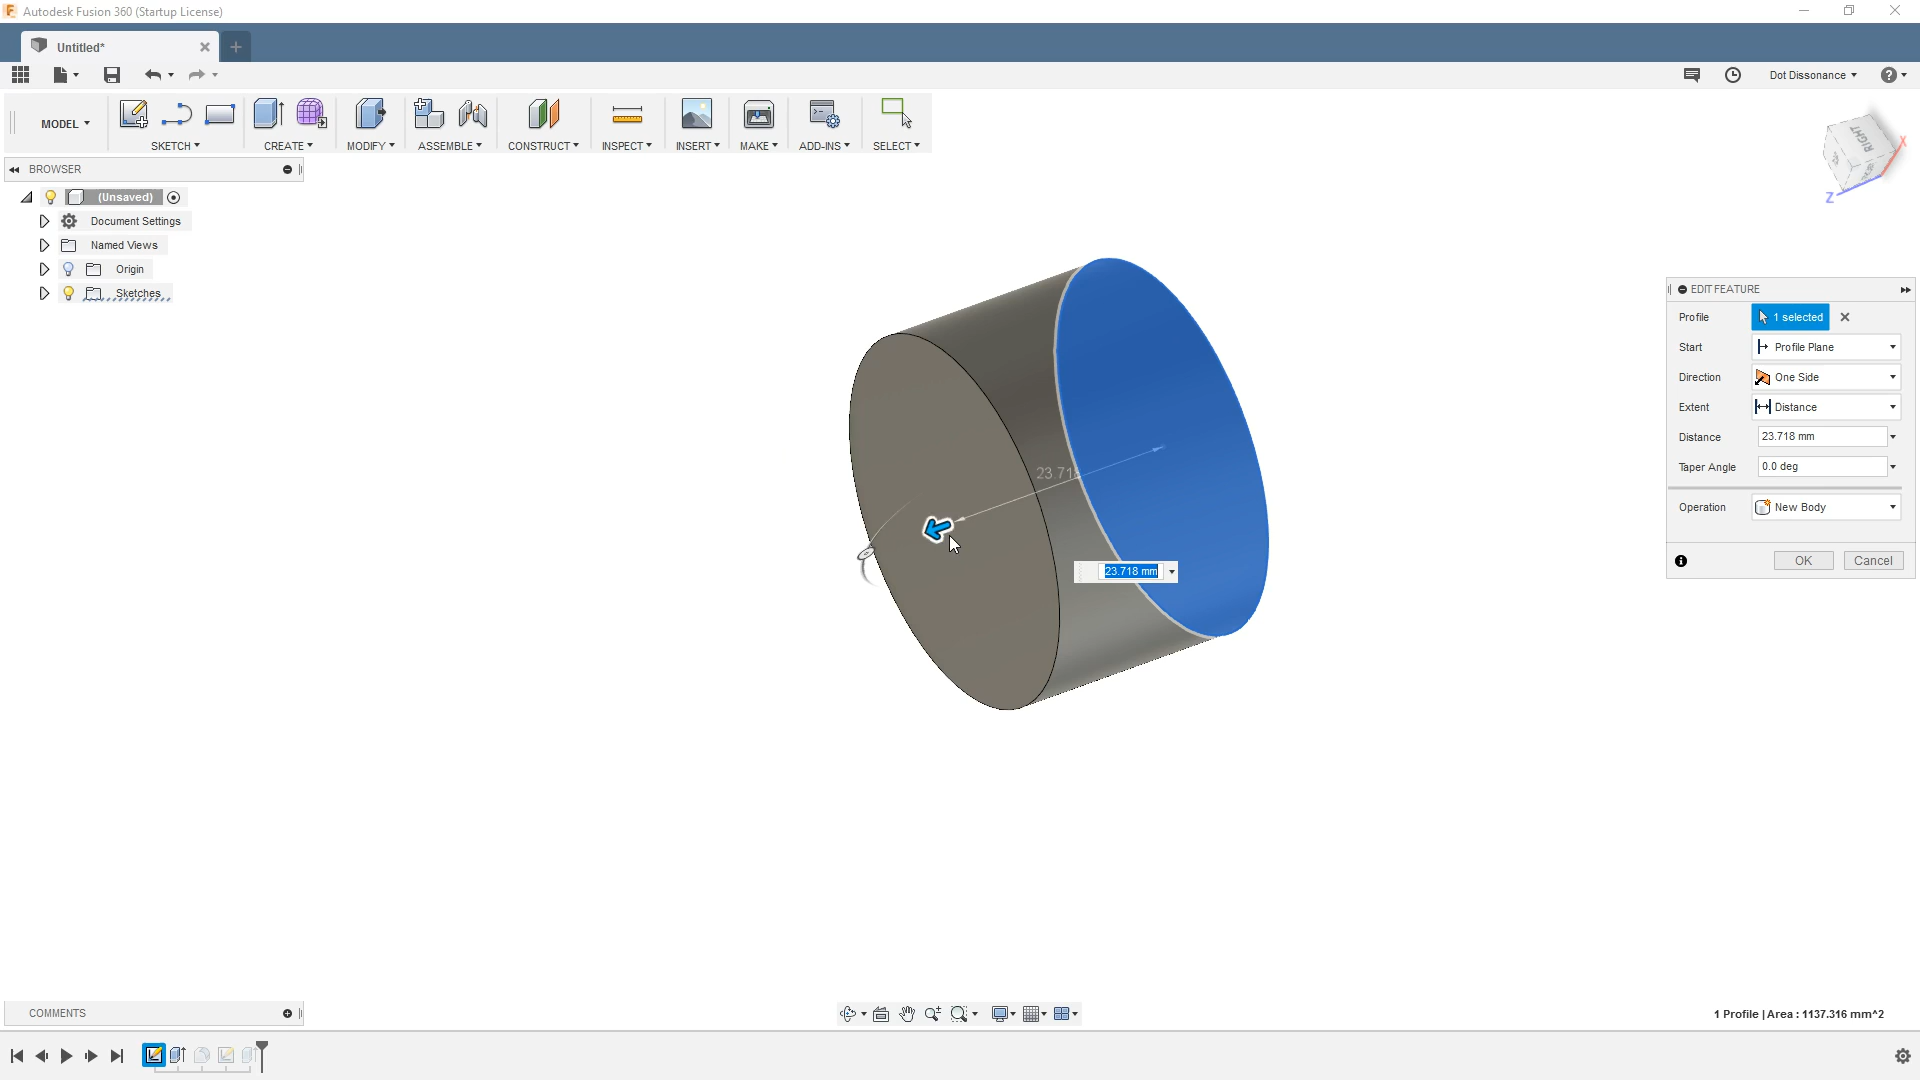 Autodesk Fusion 360 (Startup License)
Untitled*
Dot Dissonance
MODEL
SKETCH
CREATE
MODIFY
ASSEMBLE
CONSTRUCT
INSPECT
INSERT
MAKE
ADD-INS
SELECT
BROWSER
(Unsaved)
Document Settings
Named Views
Origin
Sketches
RIGHT
X
Z
EDIT FEATURE
Profile 1 selected
Start Profile Plane
Direction One Side
Extent Distance
Distance 23.718 mm
Taper Angle 0.0 deg
Operation New Body
OK Cancel
23.718
23.718 mm
COMMENTS
1 Profile | Area : 1137.316 mm^2